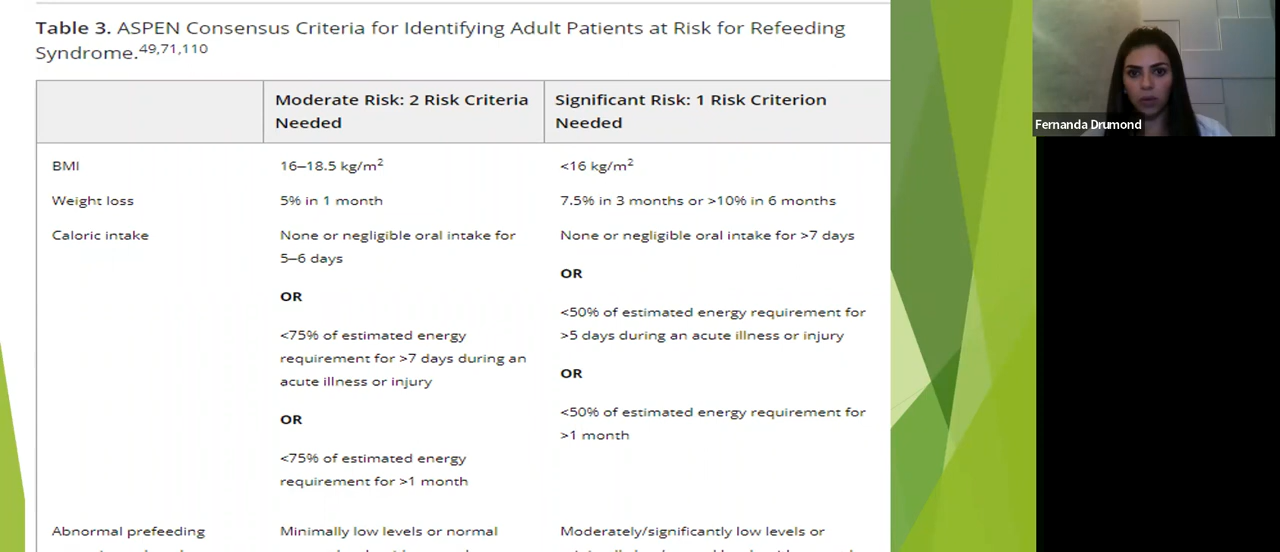 Table 3. ASPEN Consensus Criteria for Identifying Adult Patients at Risk for Refeeding
Syndrome.49,71,110
Moderate Risk: 2 Risk Criteria
Needed
Significant Risk: 1 Risk Criterion
Needed
BMI
16–18.5 kg/m2
<16 kg/m2
Weight loss
5% in 1 month
7.5% in 3 months or >10% in 6 months
Caloric intake
None or negligible oral intake for
5–6 days
OR
<75% of estimated energy
requirement for >7 days during an
acute illness or injury
OR
<75% of estimated energy
requirement for >1 month
None or negligible oral intake for >7 days
OR
<50% of estimated energy requirement for
>5 days during an acute illness or injury
OR
<50% of estimated energy requirement for
>1 month
Abnormal prefeeding
Minimally low levels or normal
Moderately/significantly low levels or
Fernanda Drumond